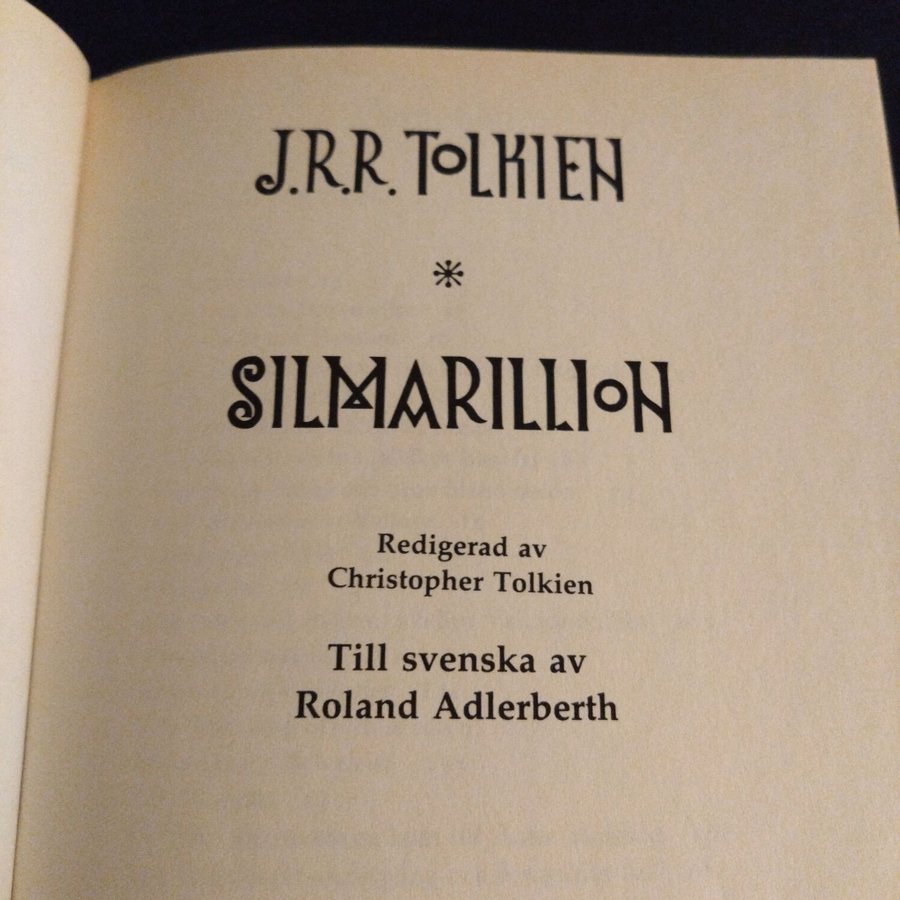 J.R.R. TOLKIEN
SILMARILLION
Redigerad av
Christopher Tolkien
Till svenska av
Roland Adlerberth